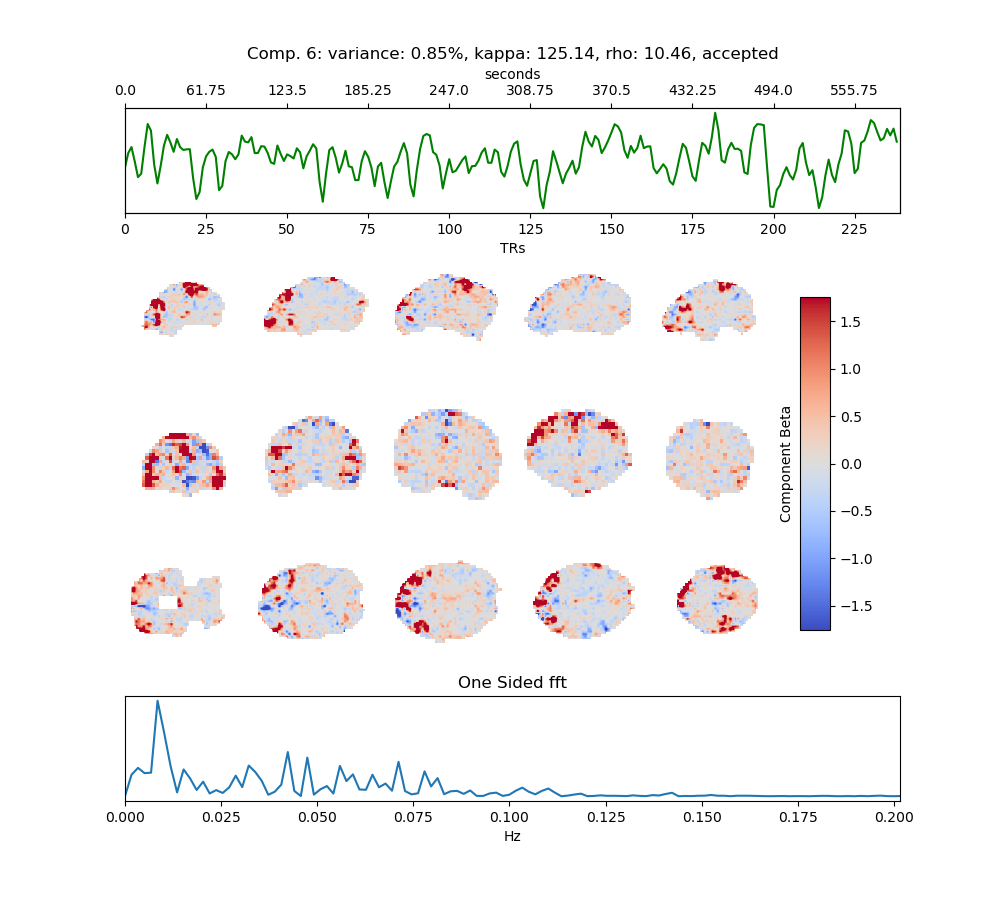 Comp. 6: variance: 0.85%, kappa: 125.14, rho: 10.46, accepted
seconds
0.0 61.75 123.5 185.25 247.0 308.75 370.5 432.25 494.0 555.75
0 25 50 75 100 125 150 175 200 225
TRs
1.5
1.0
0.5
0.0
−0.5
−1.0
−1.5
Component Beta
One Sided fft
0.000 0.025 0.050 0.075 0.100 0.125 0.150 0.175 0.200
Hz